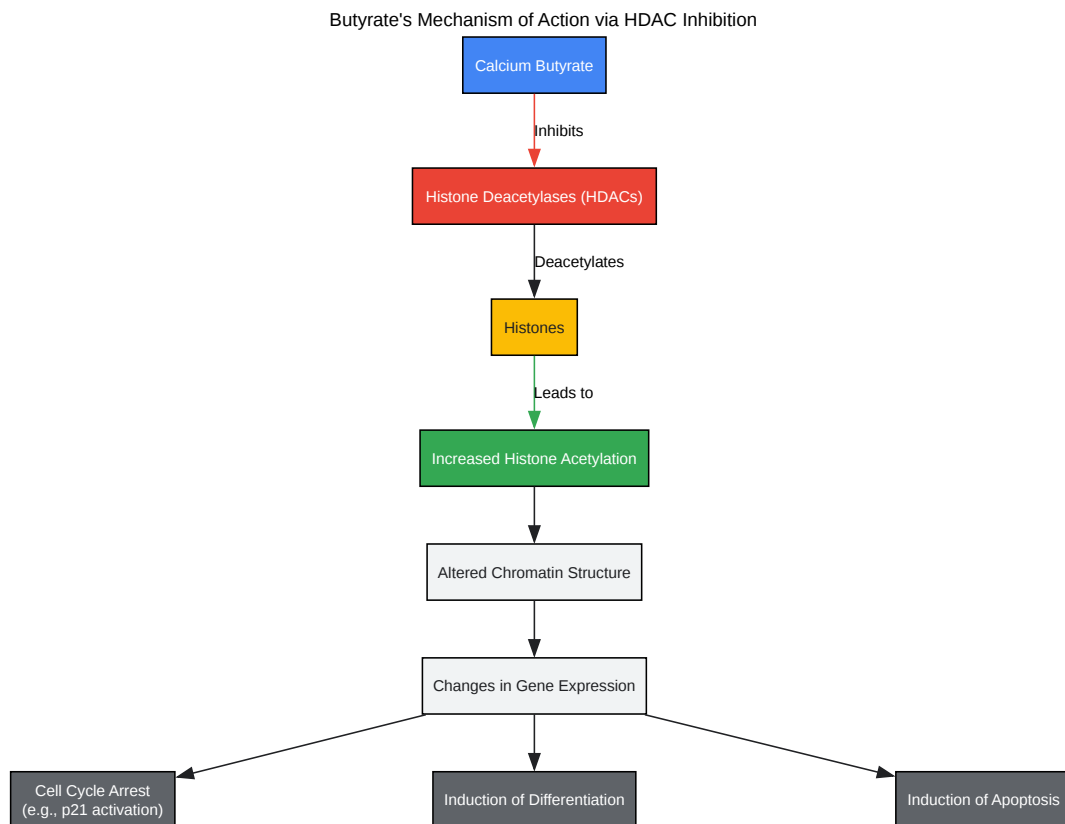 Butyrate's Mechanism of Action via HDAC Inhibition
Calcium Butyrate
Inhibits
Histone Deacetylases (HDACs)
Deacetylates
Histones
Leads to
Increased Histone Acetylation
Altered Chromatin Structure
Changes in Gene Expression
Cell Cycle Arrest
(e.g., p21 activation)
Induction of Differentiation
Induction of Apoptosis